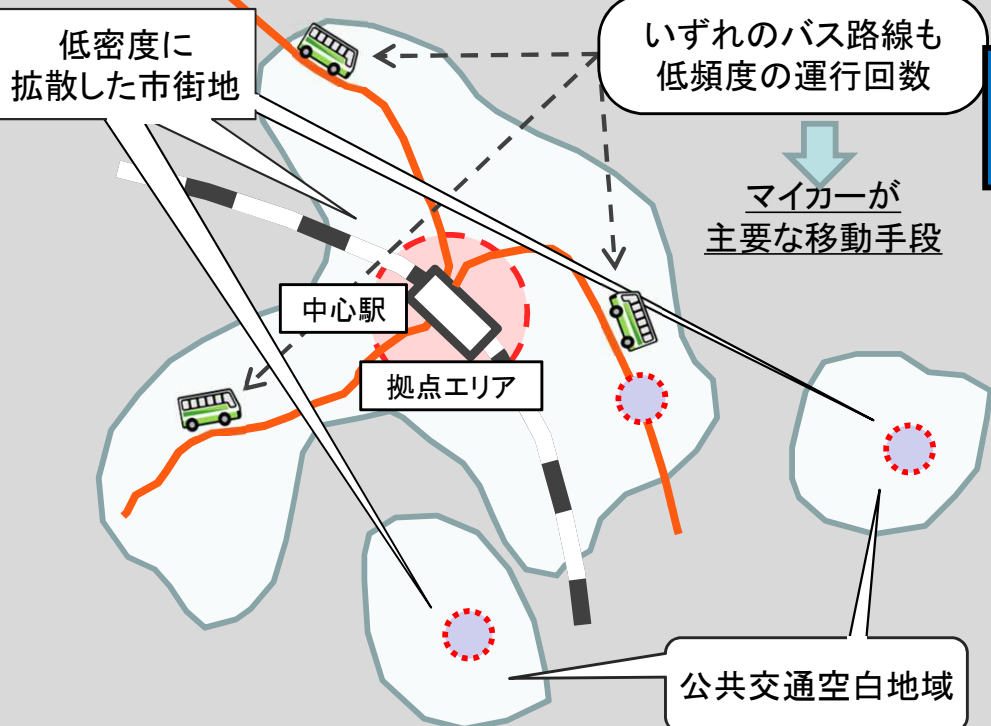 低密度に
拡散した市街地
いずれのバス路線も
低頻度の運行回数
マイカーが
主要な移動手段
中心駅
拠点エリア
公共交通空白地域